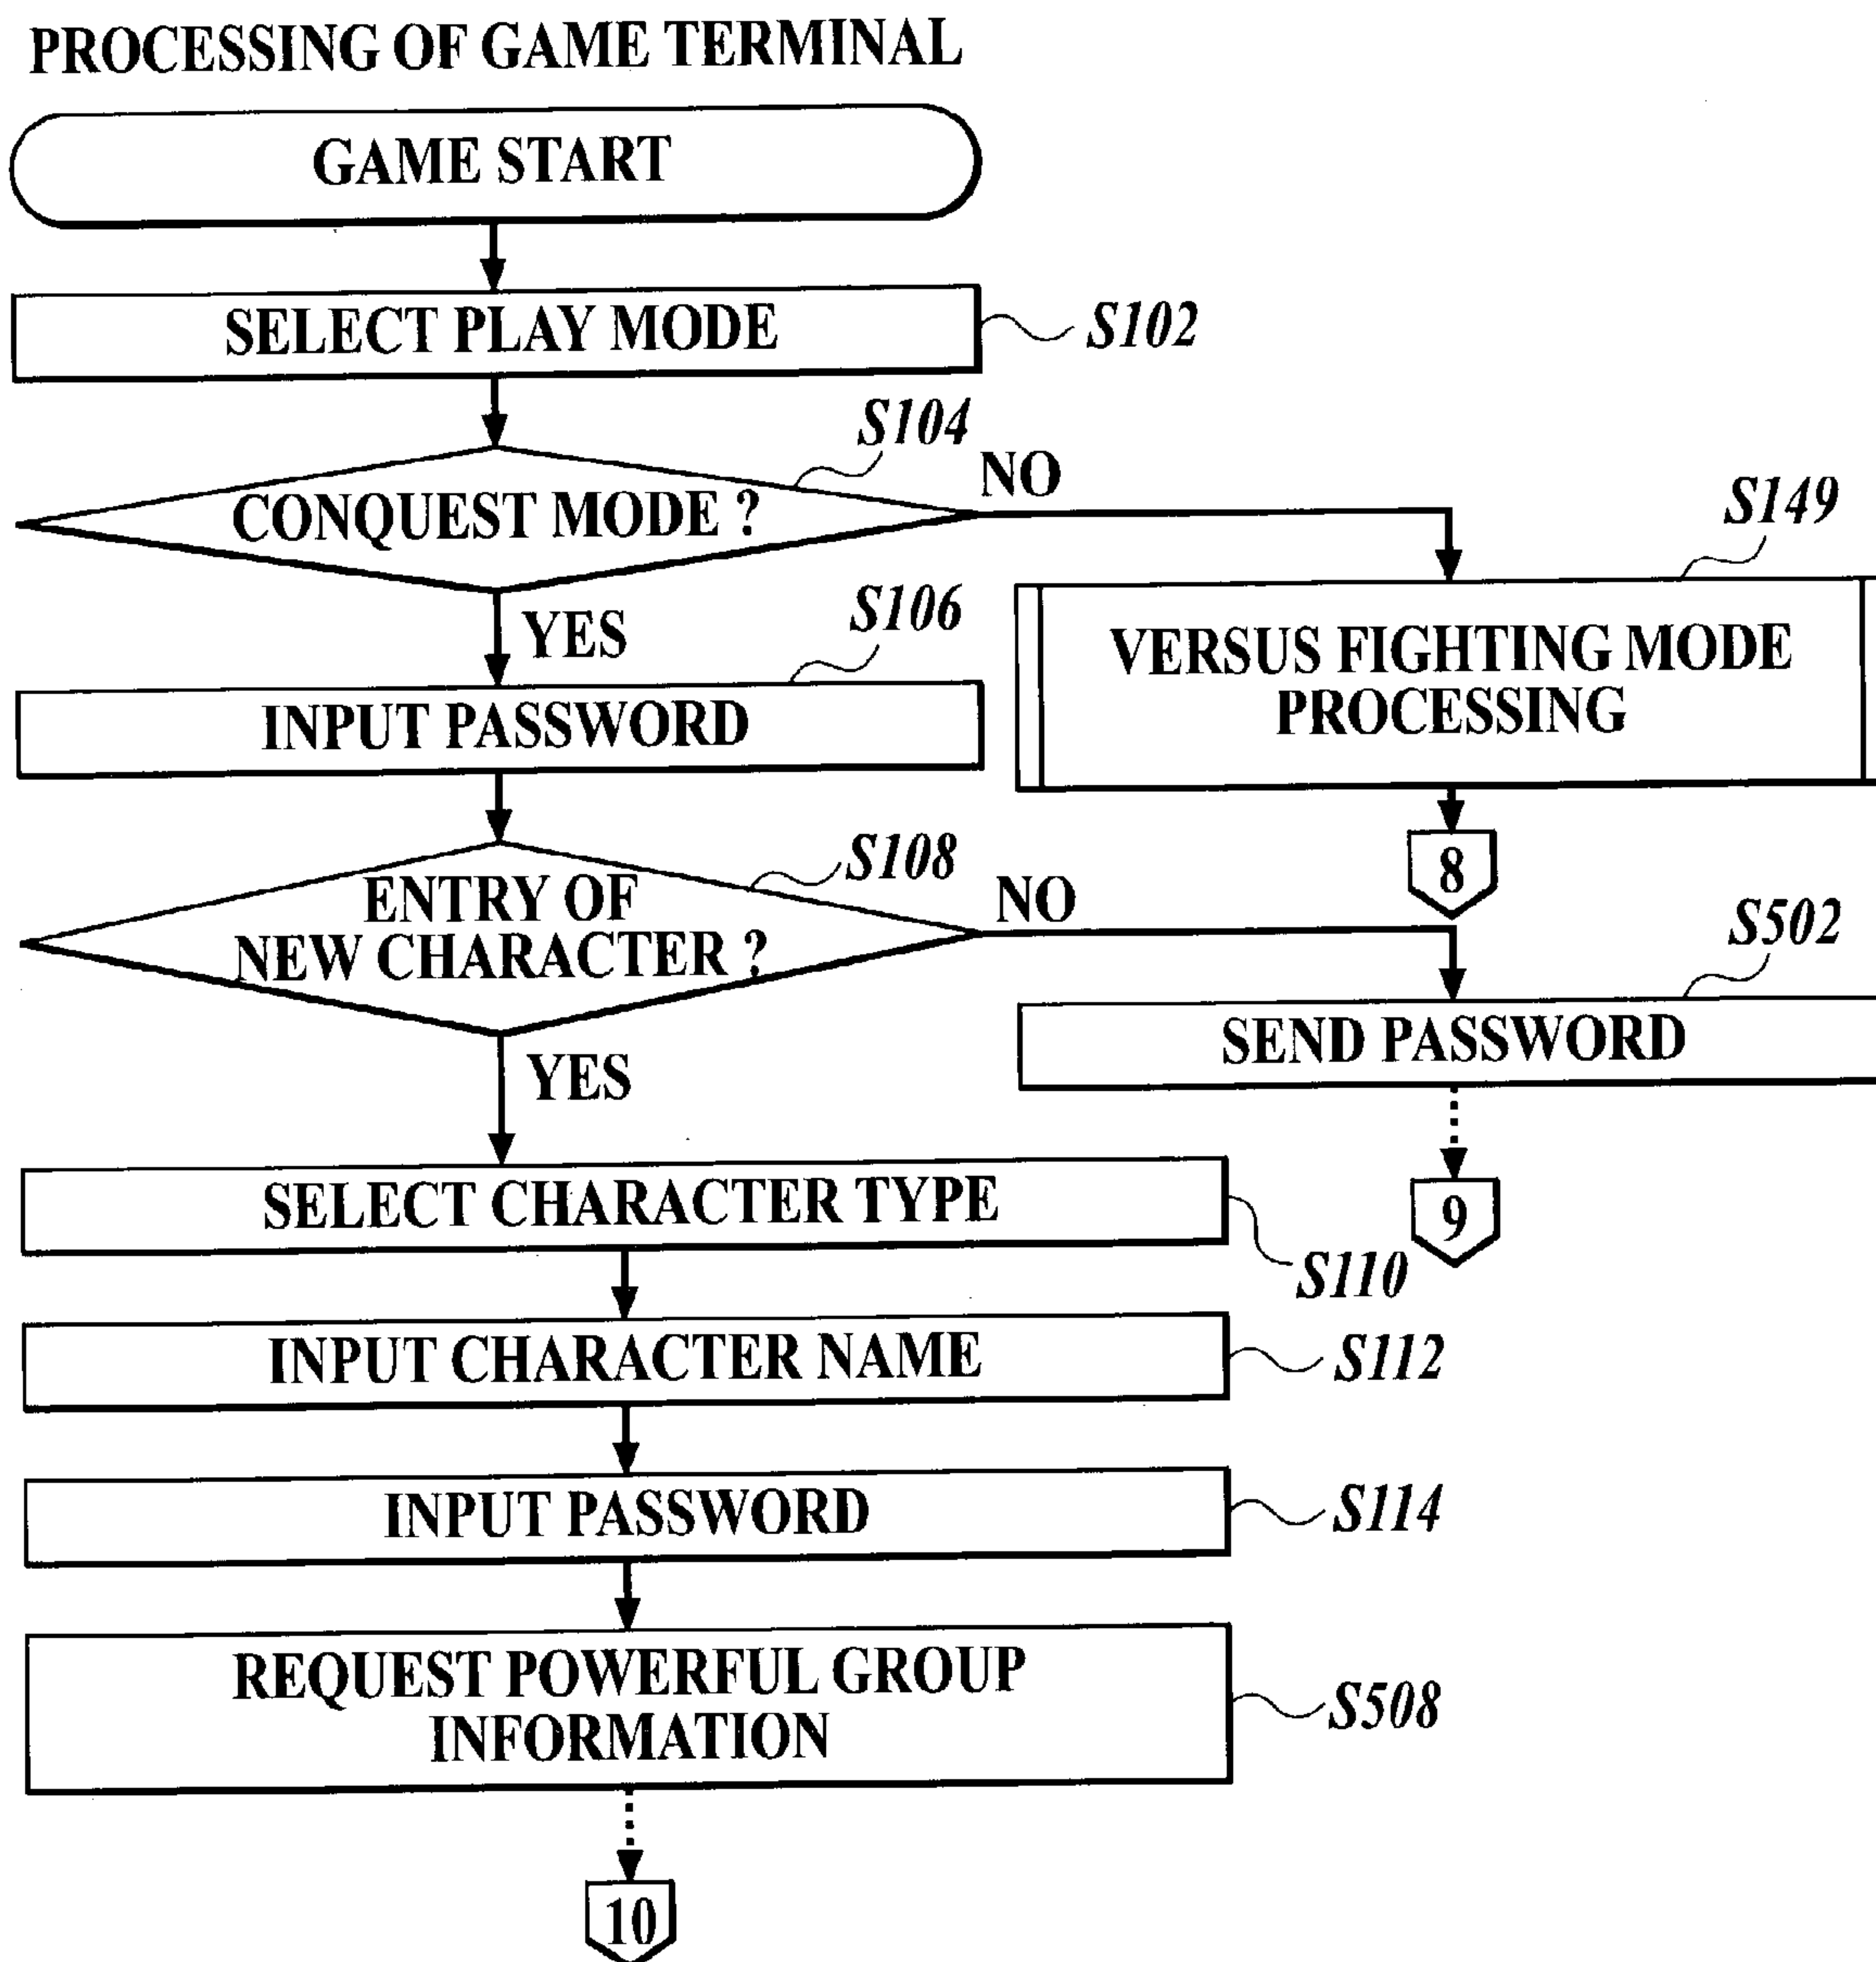 PROCESSING OF GAME TERMINAL
GAME START
SELECT PLAY MODE
S102
S104
CONQUEST MODE ?
NO
S149
YES
S106
VERSUS FIGHTING MODE
PROCESSING
INPUT PASSWORD
8
S108
ENTRY OF
NEW CHARACTER ?
NO
S502
SEND PASSWORD
YES
9
SELECT CHARACTER TYPE
S110
INPUT CHARACTER NAME
S112
INPUT PASSWORD
S114
REQUEST POWERFUL GROUP
INFORMATION
S508
10